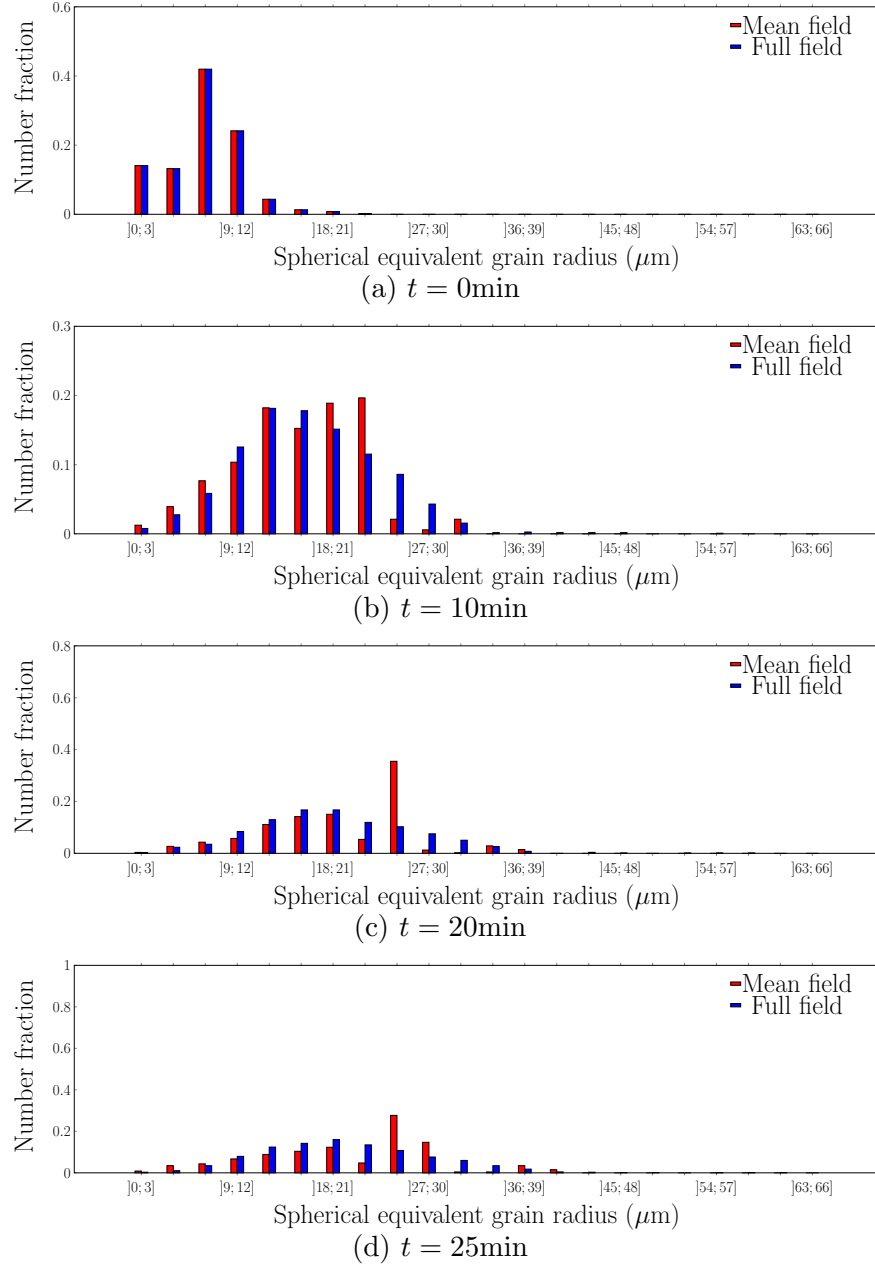 0.6
Mean field
Full field
0.4
Number fraction
0.2
0
]0; 3] ]9; 12] ]18; 21] ]27; 30] ]36; 39] ]45; 48] ]54; 57] ]63; 66]
Spherical equivalent grain radius (μm)
(a) t = 0min
0.3
Mean field
Full field
0.2
Number fraction
0.1
0
]0; 3] ]9; 12] ]18; 21] ]27; 30] ]36; 39] ]45; 48] ]54; 57] ]63; 66]
Spherical equivalent grain radius (μm)
(b) t = 10min
0.8
Mean field
Full field
0.6
Number fraction
0.4
0.2
0
]0; 3] ]9; 12] ]18; 21] ]27; 30] ]36; 39] ]45; 48] ]54; 57] ]63; 66]
Spherical equivalent grain radius (μm)
(c) t = 20min
1
Mean field
Full field
0.8
0.6
Number fraction
0.4
0.2
0
]0; 3] ]9; 12] ]18; 21] ]27; 30] ]36; 39] ]45; 48] ]54; 57] ]63; 66]
Spherical equivalent grain radius (μm)
(d) t = 25min